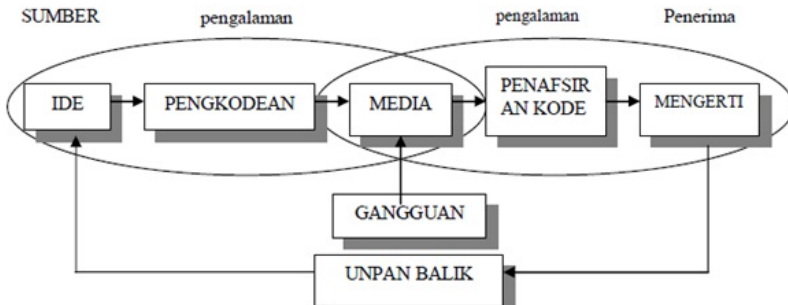 SUMBER pengalaman pengalaman Penerima
IDE PENGKODEAN MEDIA PENAFSIR
AN KODE MENGERTI
GANGGUAN
UNPAN BALIK